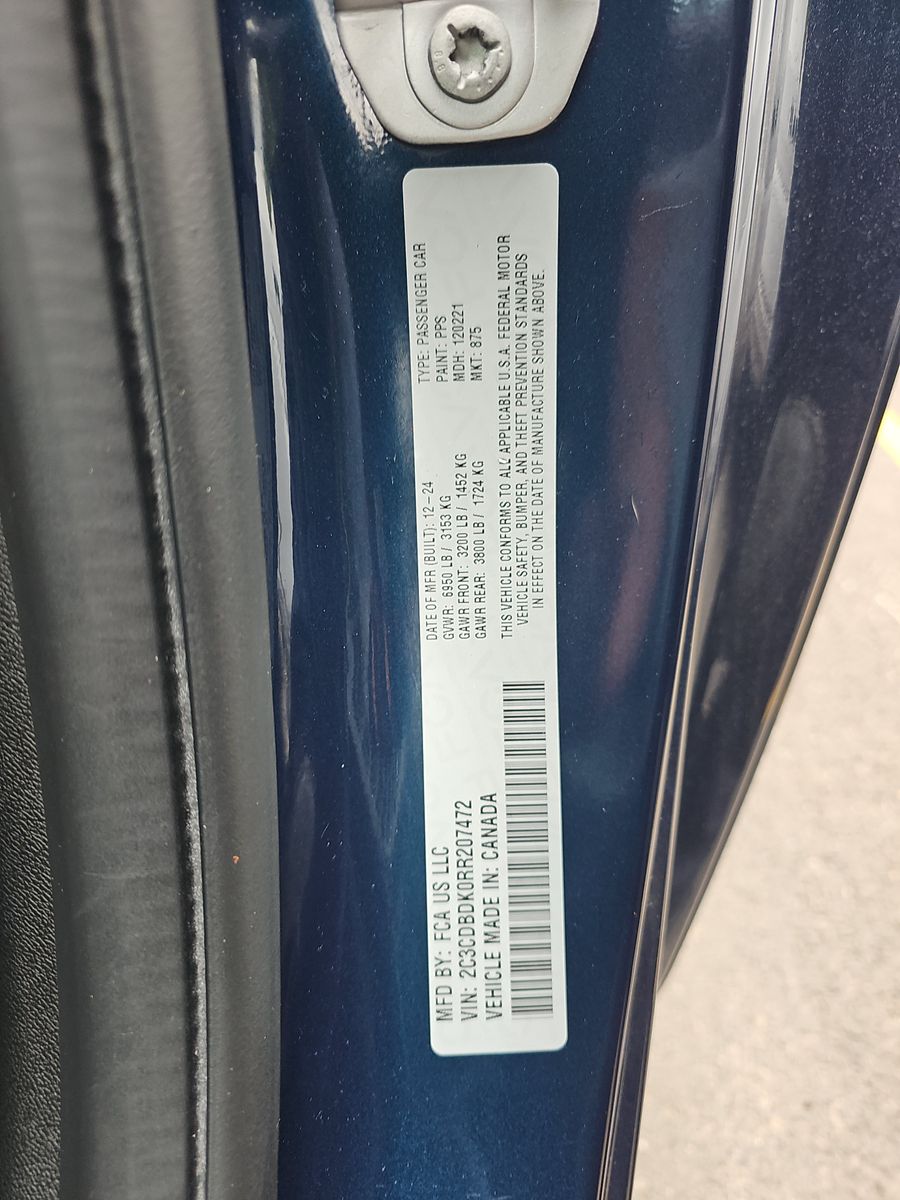 MFD BY: FCA US LLC
VIN: 2C3CDBDK0RR207472
VEHICLE MADE IN: CANADA
DATE OF MFR (BUILT): 12-24
GVWR: 6950 LB / 3153 KG
GAWR FRONT: 3200 LB / 1452 KG
GAWR REAR: 3800 LB / 1724 KG
TYPE: PASSENGER CAR
PAINT: PPS
MDH: 120221
MKT: 875
THIS VEHICLE CONFORMS TO ALL APPLICABLE U.S.A. FEDERAL MOTOR
VEHICLE SAFETY, BUMPER, AND THEFT PREVENTION STANDARDS
IN EFFECT ON THE DATE OF MANUFACTURE SHOWN ABOVE.